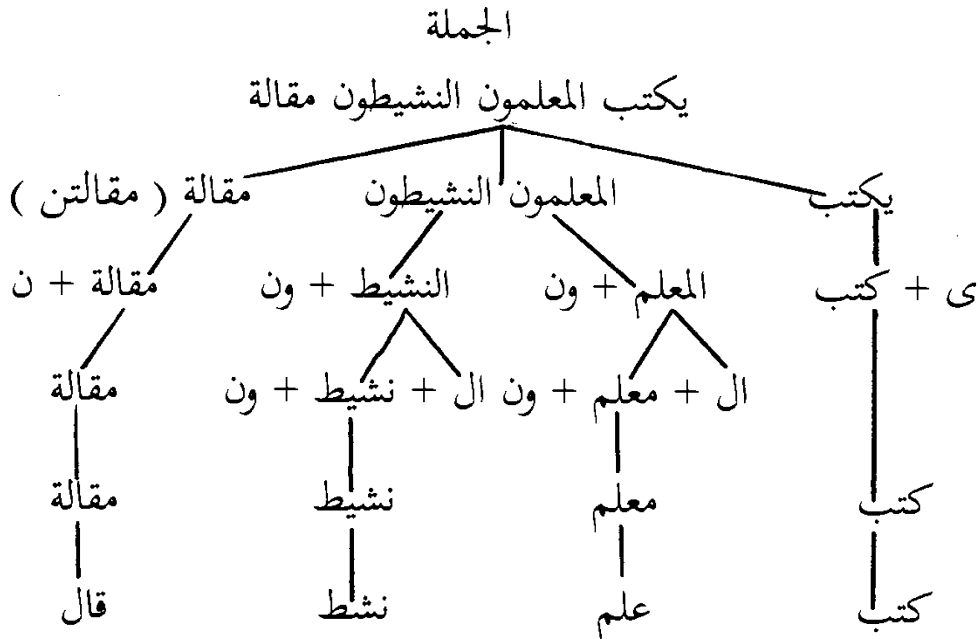 الجملة
يكتب المعلمون النشيطون مقالة
يكتب المعلمون النشيطون مقالة ( مقالتن )
ى + كتب المعلم + ون النشيط + ون مقالة + ن
ال + معلم + ون ال + نشيط + ون مقالة
كتب معلم نشيط مقالة
كتب علم نشط قال